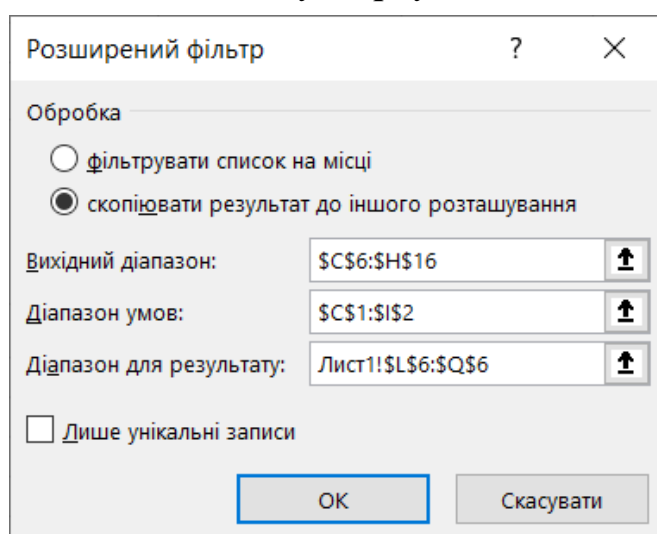 Розширений фільтр ? ×
Обробка
фільтрувати список на місці
скопіювати результат до іншого розташування
Вихідний діапазон: $C$6:$H$16
Діапазон умов: $C$1:$I$2
Діапазон для результату: Лист1!$L$6:$Q$6
Лише унікальні записи
ОК Скасувати